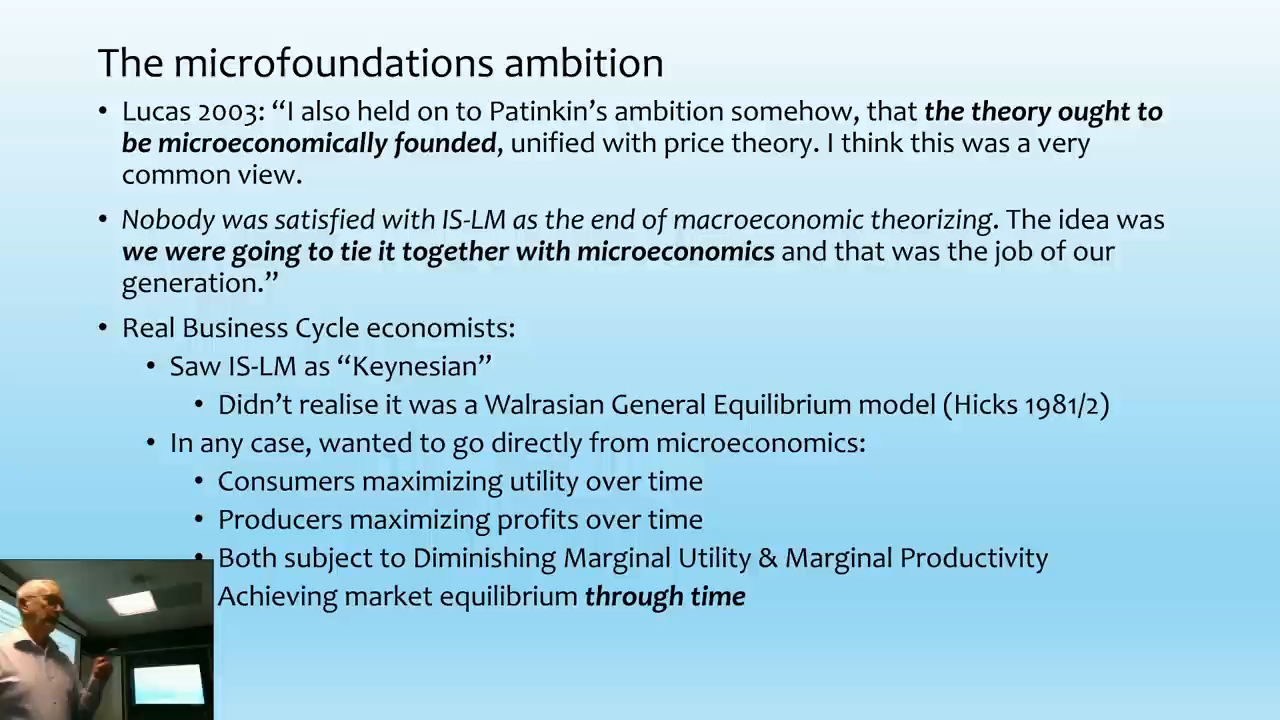 The microfoundations ambition
• Lucas 2003: “I also held on to Patinkin’s ambition somehow, that the theory ought to
be microeconomically founded, unified with price theory. I think this was a very
common view.
• Nobody was satisfied with IS-LM as the end of macroeconomic theorizing. The idea was
we were going to tie it together with microeconomics and that was the job of our
generation.”
• Real Business Cycle economists:
• Saw IS-LM as “Keynesian”
• Didn’t realise it was a Walrasian General Equilibrium model (Hicks 1981/2)
• In any case, wanted to go directly from microeconomics:
• Consumers maximizing utility over time
• Producers maximizing profits over time
• Both subject to Diminishing Marginal Utility & Marginal Productivity
Achieving market equilibrium through time